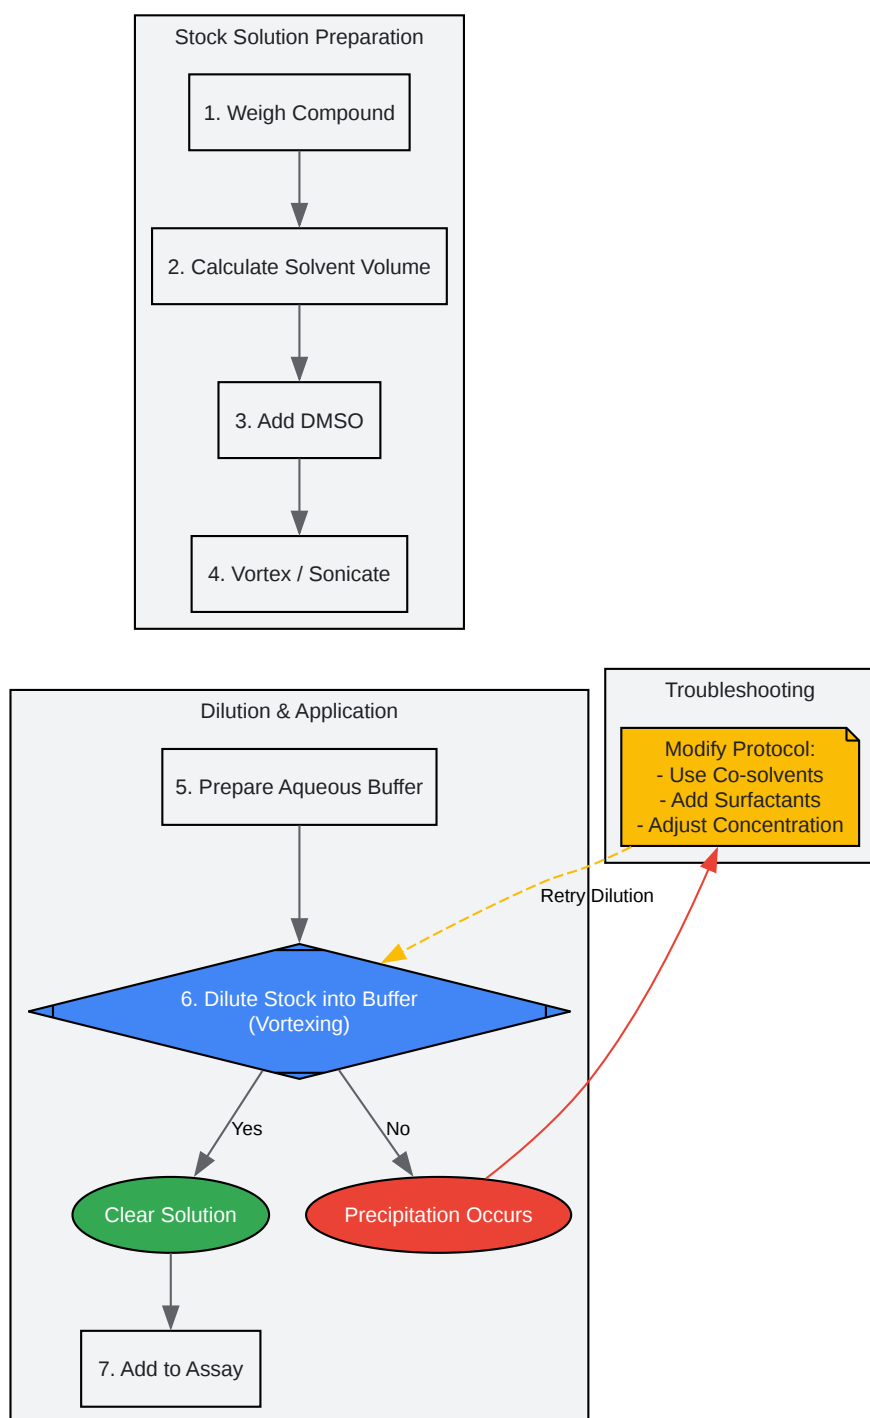 Stock Solution Preparation
1. Weigh Compound
2. Calculate Solvent Volume
3. Add DMSO
4. Vortex / Sonicate
Troubleshooting
Modify Protocol:
- Use Co-solvents
- Add Surfactants
- Adjust Concentration
Dilution & Application
5. Prepare Aqueous Buffer
Retry Dilution
6. Dilute Stock into Buffer
(Vortexing)
Yes
No
Clear Solution
Precipitation Occurs
7. Add to Assay